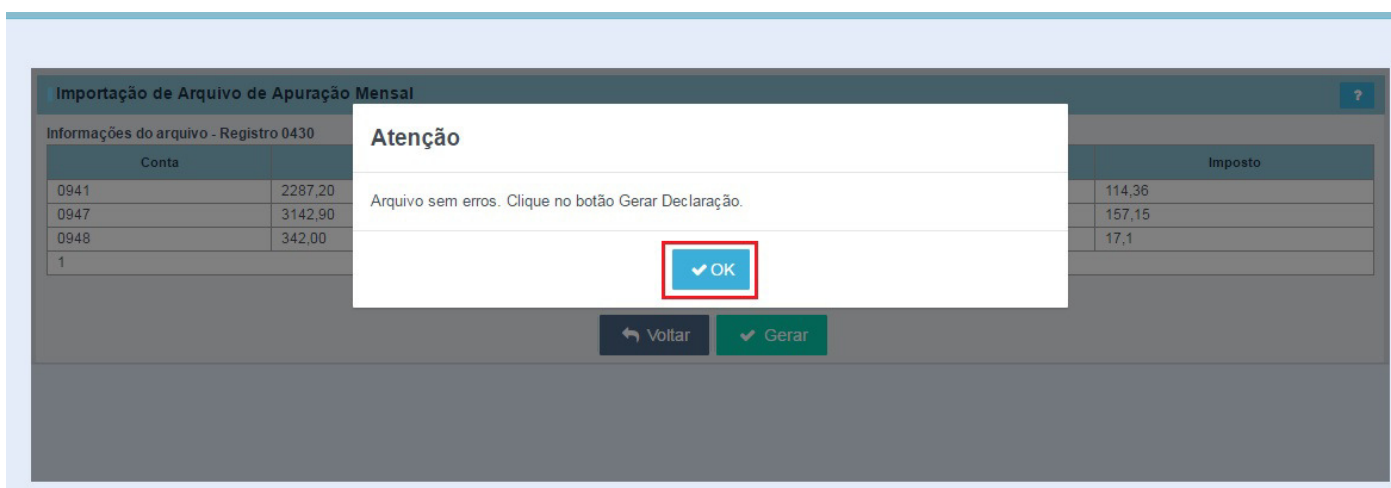 Importação de Arquivo de Apuração Mensal
?
Informações do arquivo - Registro 0430
Atenção
Conta Imposto
0941 2287,20 114,36
Arquivo sem erros. Clique no botão Gerar Declaração.
0947 3142,90 157,15
0948 342,00 17,1
1
OK
Voltar Gerar